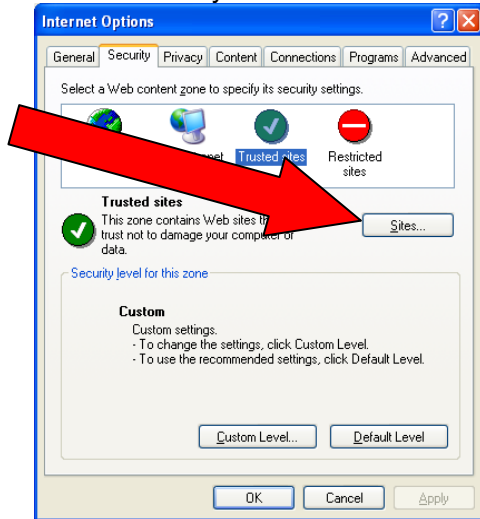 Internet Options
General Security Privacy Content Connections Programs Advanced
Select a Web content zone to specify its security settings.
Trusted sites
Restricted
sites
Trusted sites
This zone contains Web sites
trust not to damage your computer or
data.
Sites...
Security level for this zone
Custom
Custom settings.
- To change the settings, click Custom Level.
- To use the recommended settings, click Default Level.
Custom Level... Default Level
OK Cancel Apply